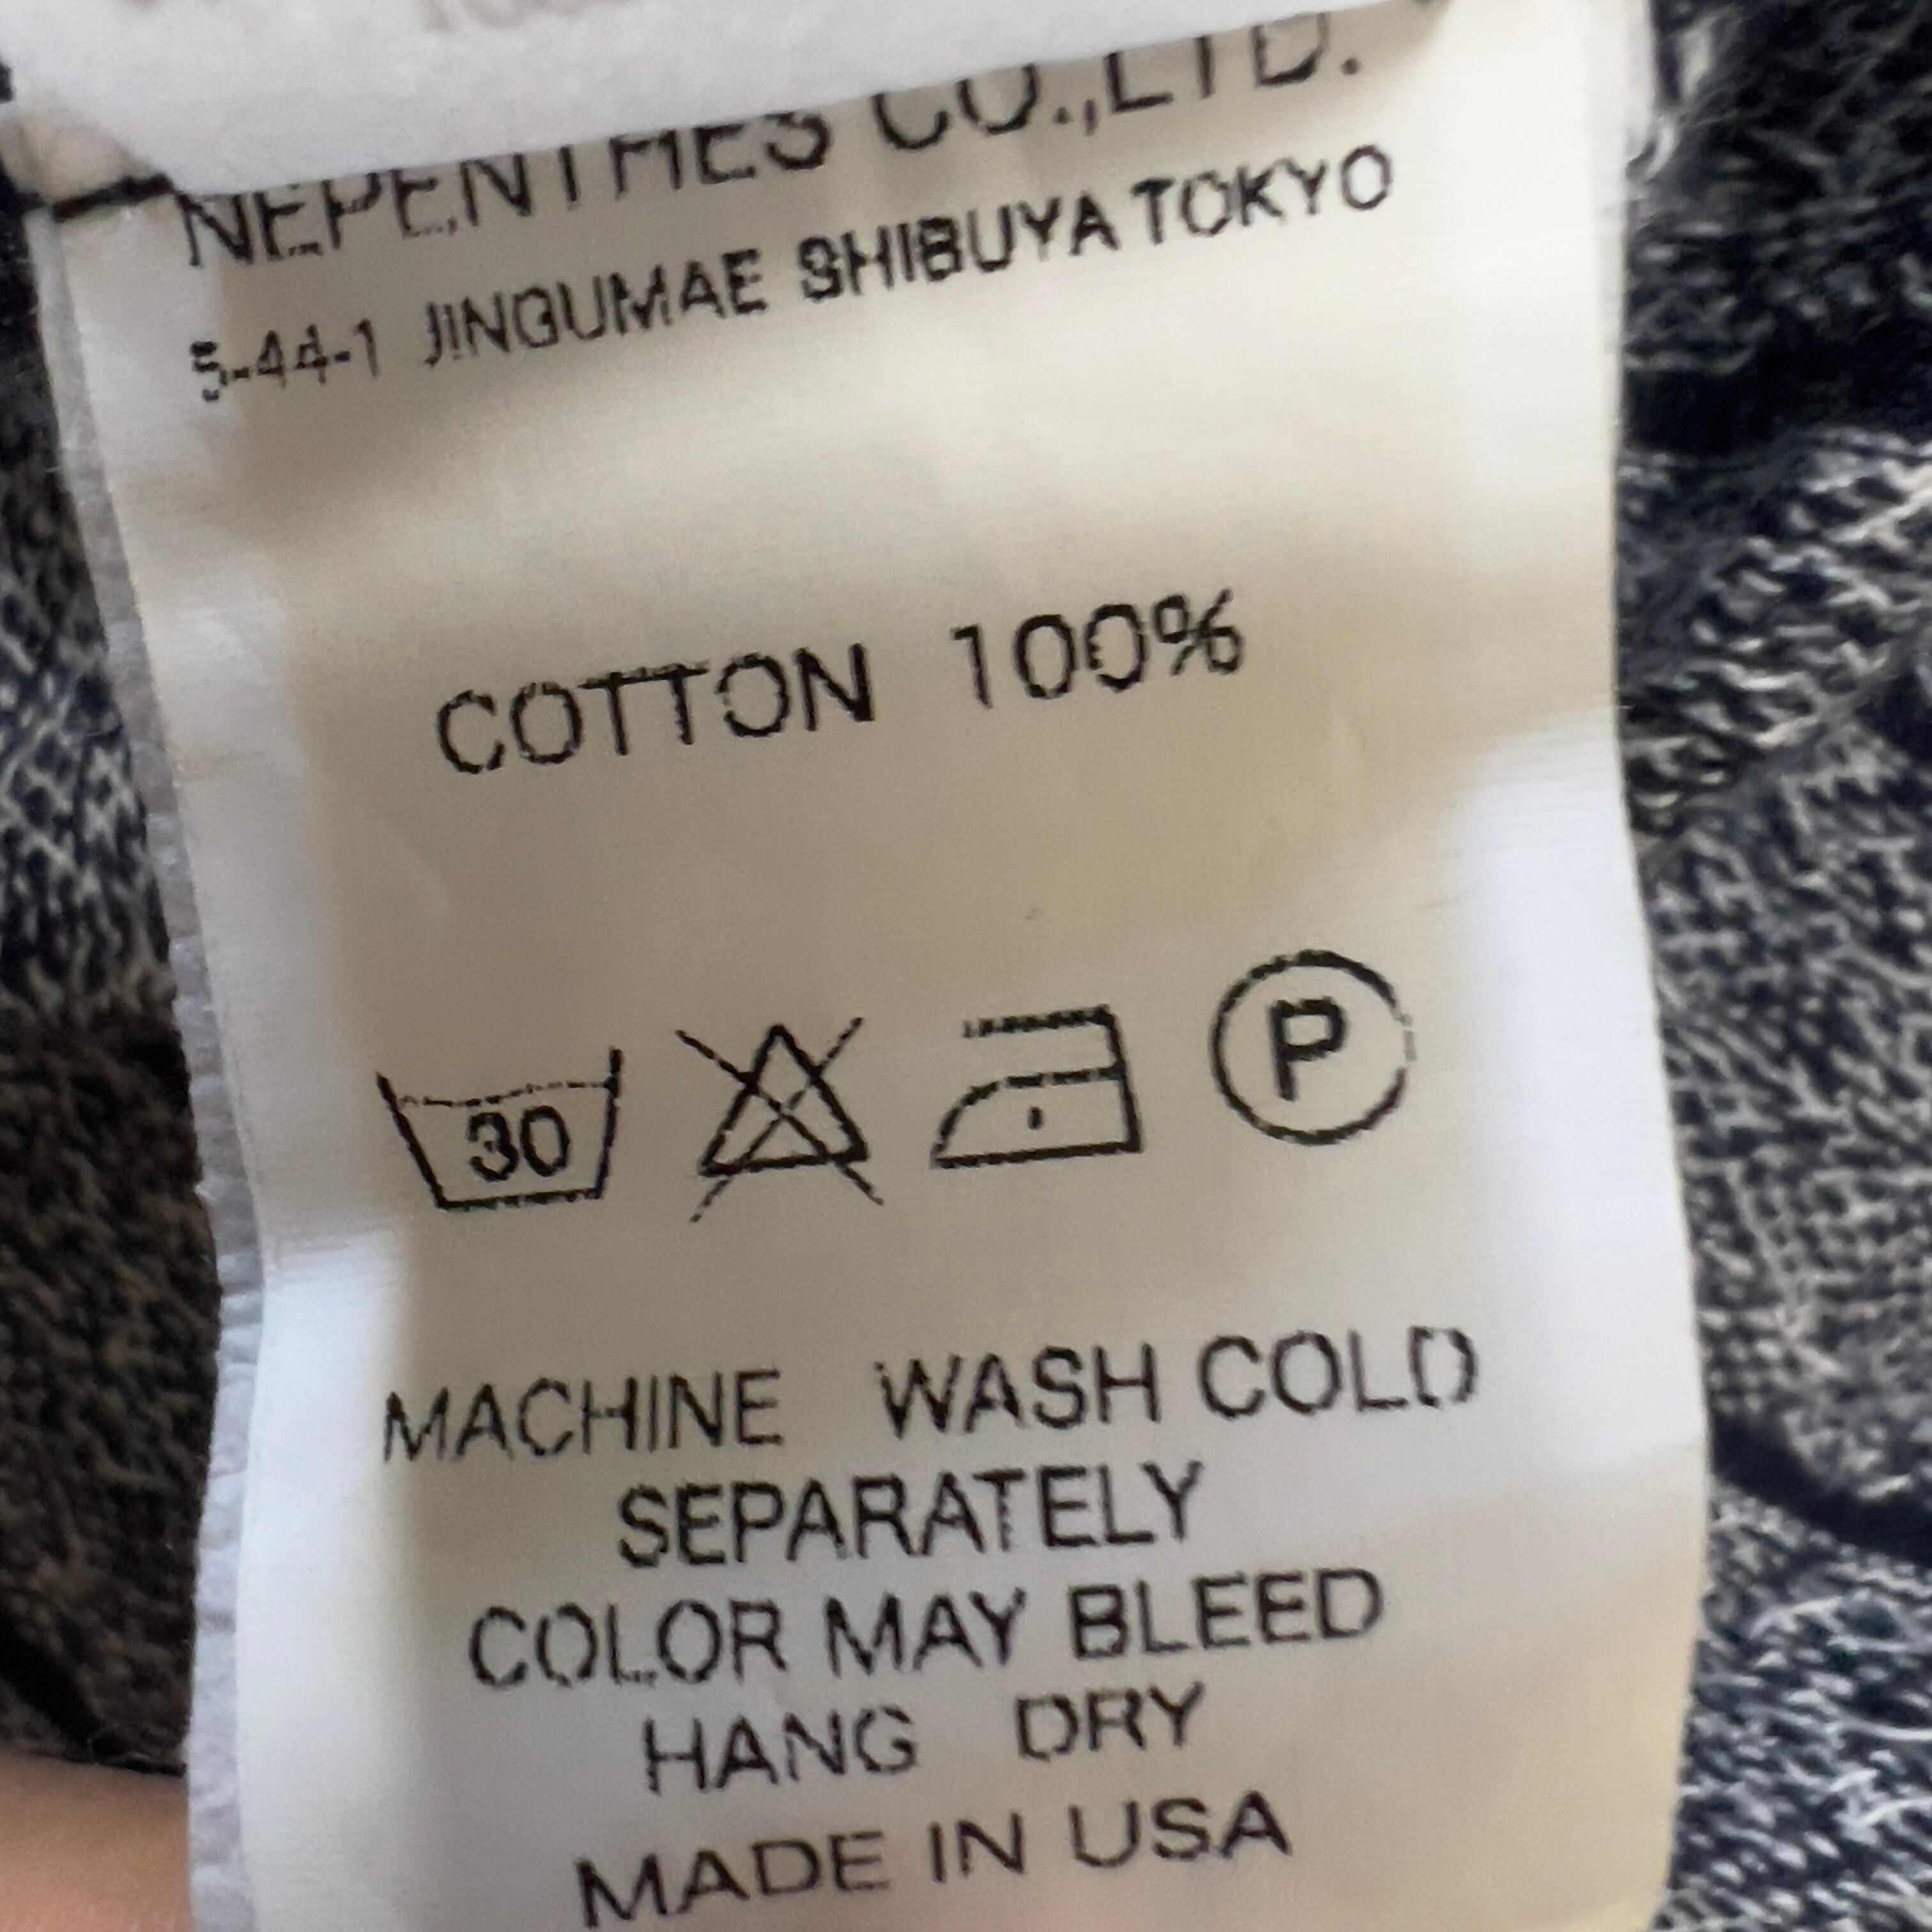 NEPENTHES CO.,LTD.
5-44-1 JINGUMAE SHIBUYA TOKYO
COTTON 100%
30 P
MACHINE WASH COLD
SEPARATELY
COLOR MAY BLEED
HANG DRY
MADE IN USA